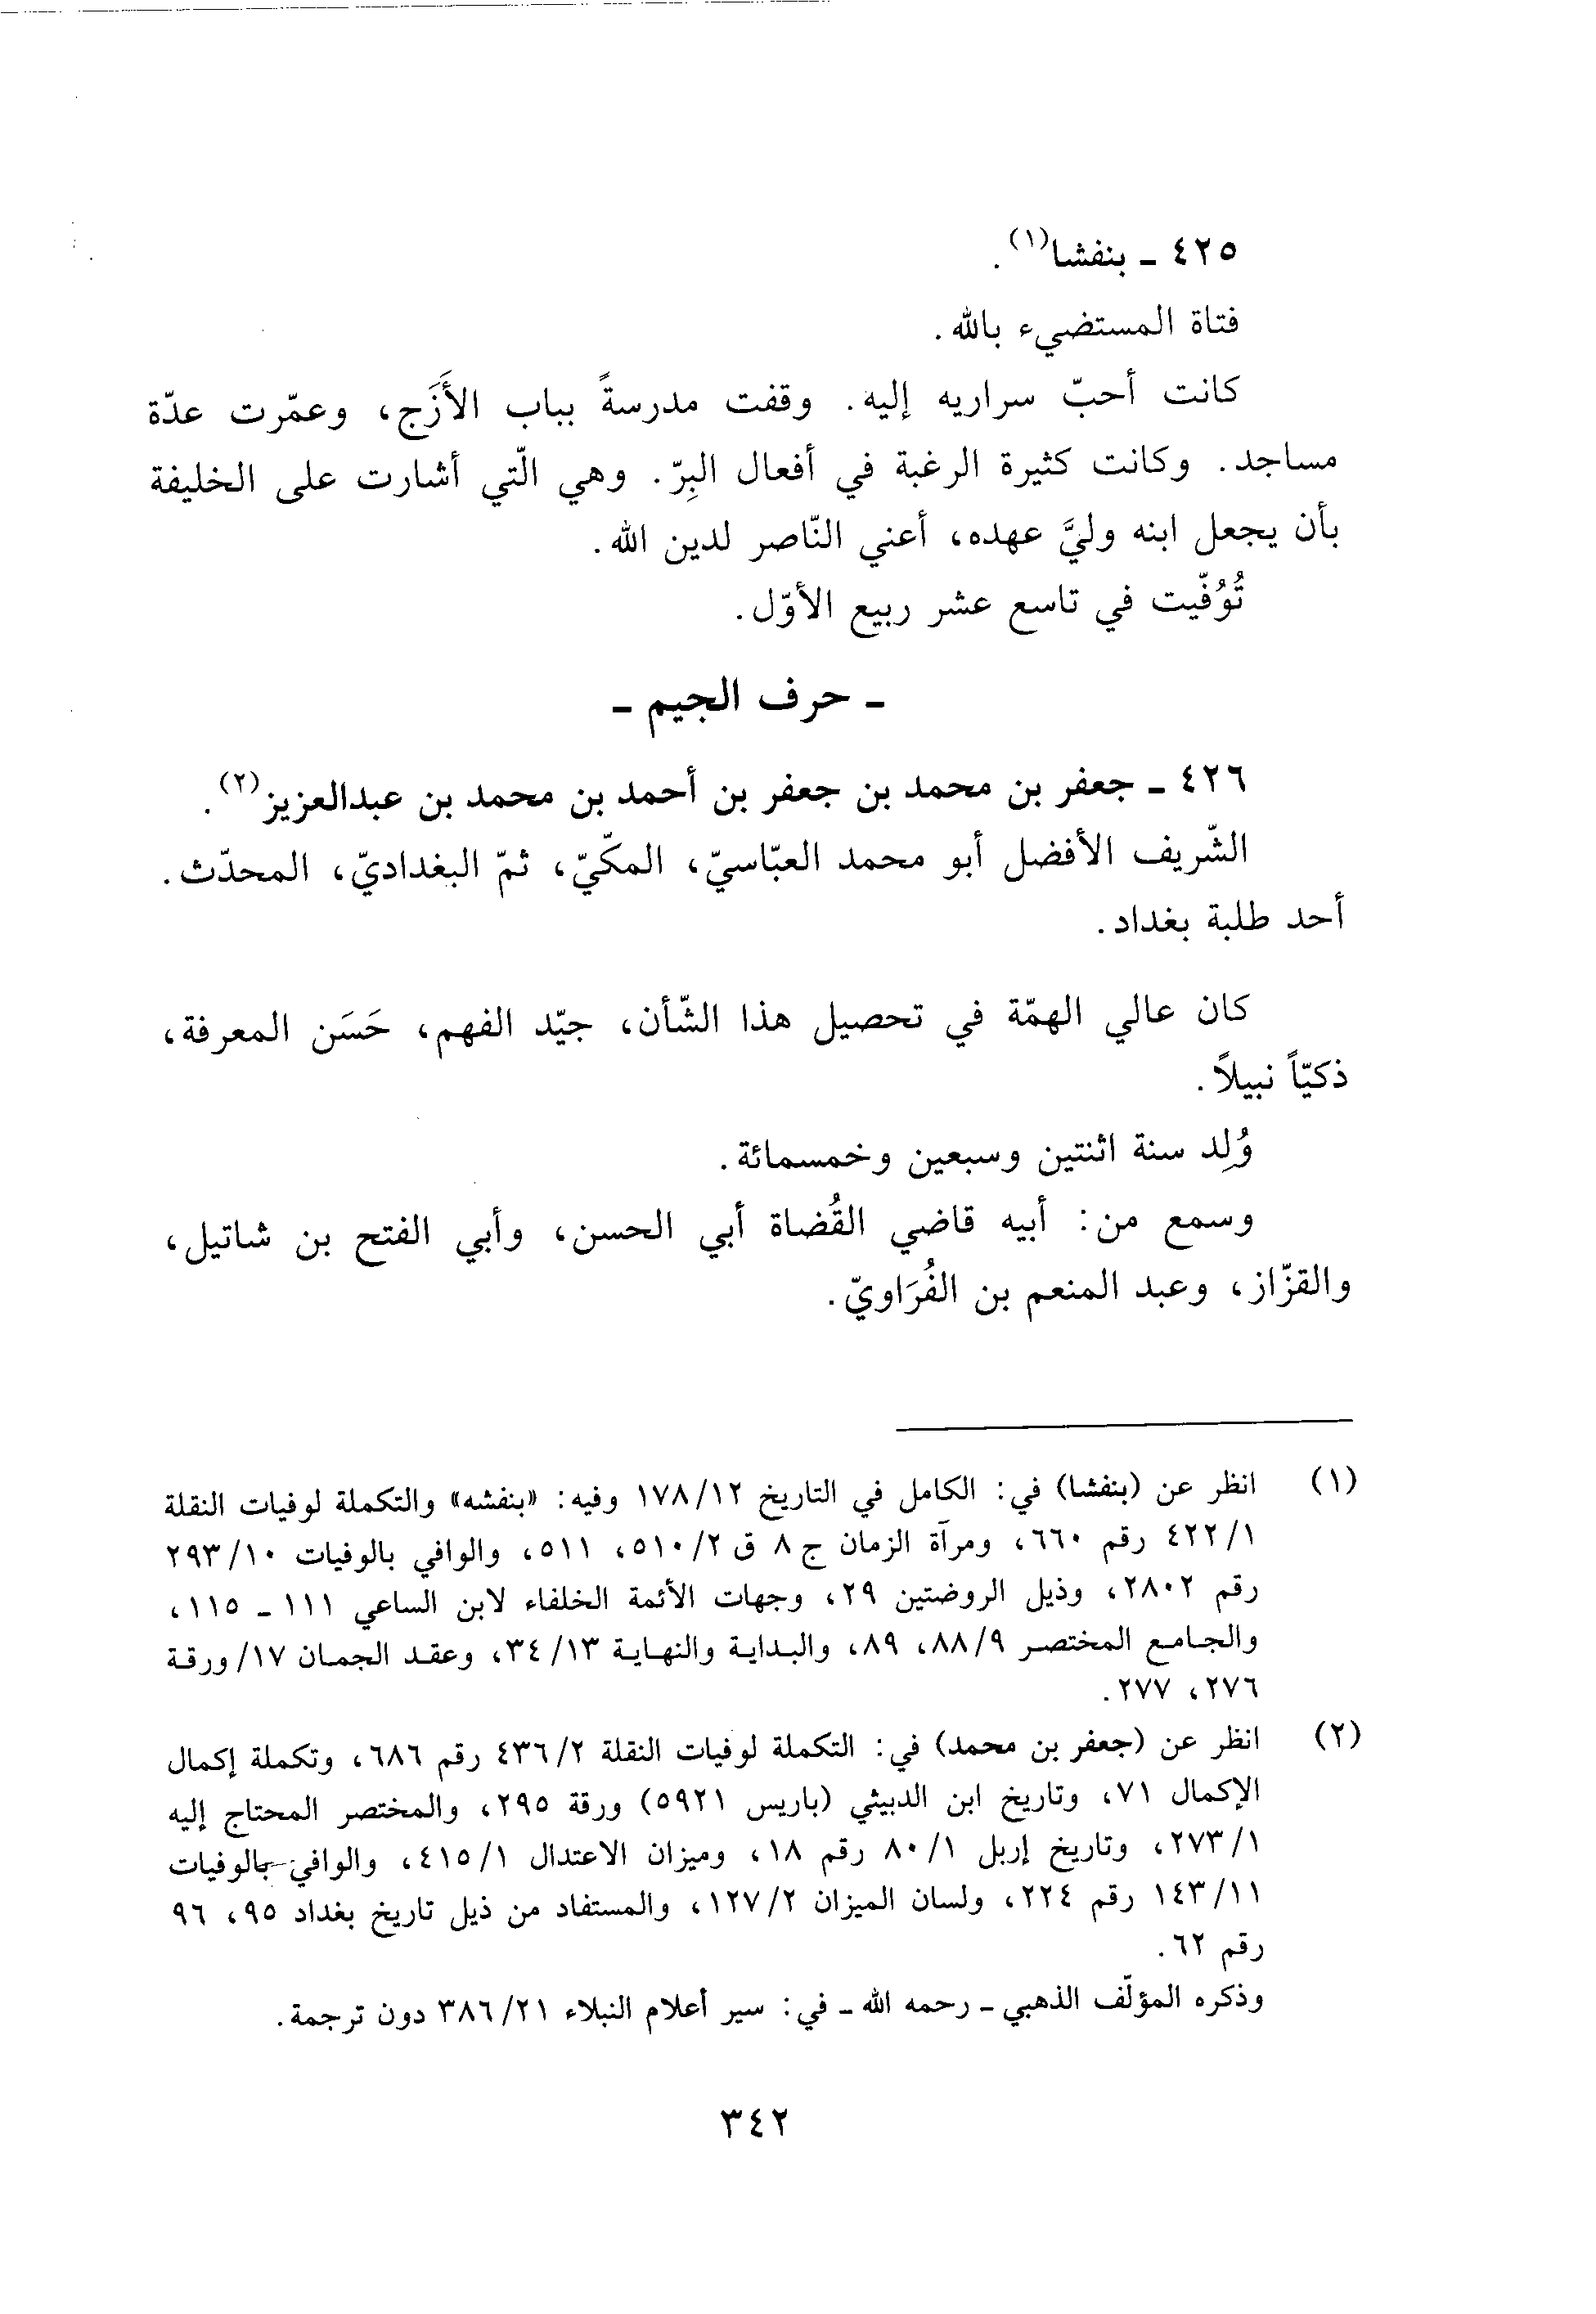 ٤٢٥ ـ بنفشا(١).
فتاة المستضيء بالله.
كانت أحبّ سراريه إليه. وقفت مدرسةً بباب الأَزَج، وعمّرت عدّة
مساجد. وكانت كثيرة الرغبة في أفعال البِرّ. وهي الّتي أشارت على الخليفة
بأن يجعل ابنه وليَّ عهده، أعني النّاصر لدين الله.
تُوُفّيت في تاسع عشر ربيع الأوّل.
ـ حرف الجيم ـ
٤٢٦ ـ جعفر بن محمد بن جعفر بن أحمد بن محمد بن عبدالعزيز(٢).
الشّريف الأفضل أبو محمد العبّاسيّ، المكّيّ، ثمّ البغداديّ، المحدّث.
أحد طلبة بغداد.
كان عالي الهمّة في تحصيل هذا الشّأن، جيّد الفهم، حَسَن المعرفة،
ذكيّاً نبيلاً.
وُلِد سنة اثنتين وسبعين وخمسمائة.
وسمع من: أبيه قاضي القُضاة أبي الحسن، وأبي الفتح بن شاتيل،
والقزّاز، وعبد المنعم بن الفُرَاويّ.
(١) انظر عن (بنفشا) في: الكامل في التاريخ ١٧٨/١٢ وفيه: «بنفشه» والتكملة لوفيات النقلة
٤٢٢/١ رقم ٦٦٠، ومرآة الزمان ج ٨ ق ٥١٠/٢، ٥١١، والوافي بالوفيات ٢٩٣/١٠
رقم ٢٨٠٢، وذيل الروضتين ٢٩، وجهات الأئمة الخلفاء لابن الساعي ١١١ ـ ١١٥،
والجامع المختصر ٨٨/٩، ٨٩، والبداية والنهاية ٣٤/١٣، وعقد الجمان ١٧/ورقة
٢٧٦، ٢٧٧.
(٢) انظر عن (جعفر بن محمد) في: التكملة لوفيات النقلة ٤٣٦/٢ رقم ٦٨٦، وتكملة إكمال
الإكمال ٧١، وتاريخ ابن الدبيثي (باريس ٥٩٢١) ورقة ٢٩٥، والمختصر المحتاج إليه
٢٧٣/١، وتاريخ إربل ٨٠/١ رقم ١٨، وميزان الاعتدال ٤١٥/١، والوافي بالوفيات
١٤٣/١١ رقم ٢٢٤، ولسان الميزان ١٢٧/٢، والمستفاد من ذيل تاريخ بغداد ٩٥، ٩٦
رقم ٦٢.
وذكره المؤلّف الذهبي ـ رحمه الله ـ في: سير أعلام النبلاء ٣٨٦/٢١ دون ترجمة.
٣٤٢